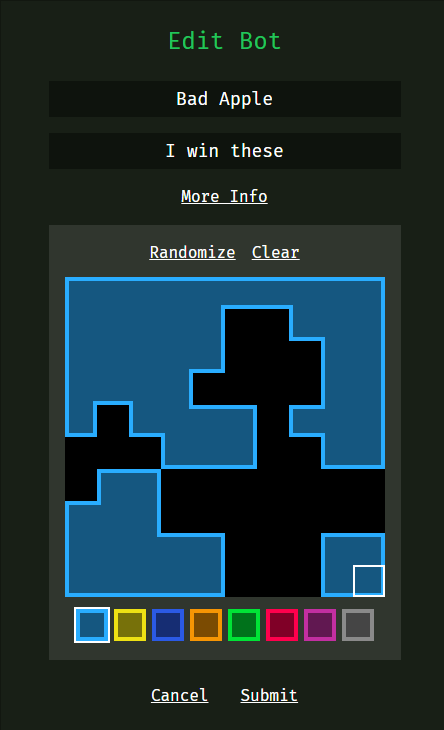 Edit Bot
Bad Apple
I win these
More Info
Randomize Clear
Cancel Submit